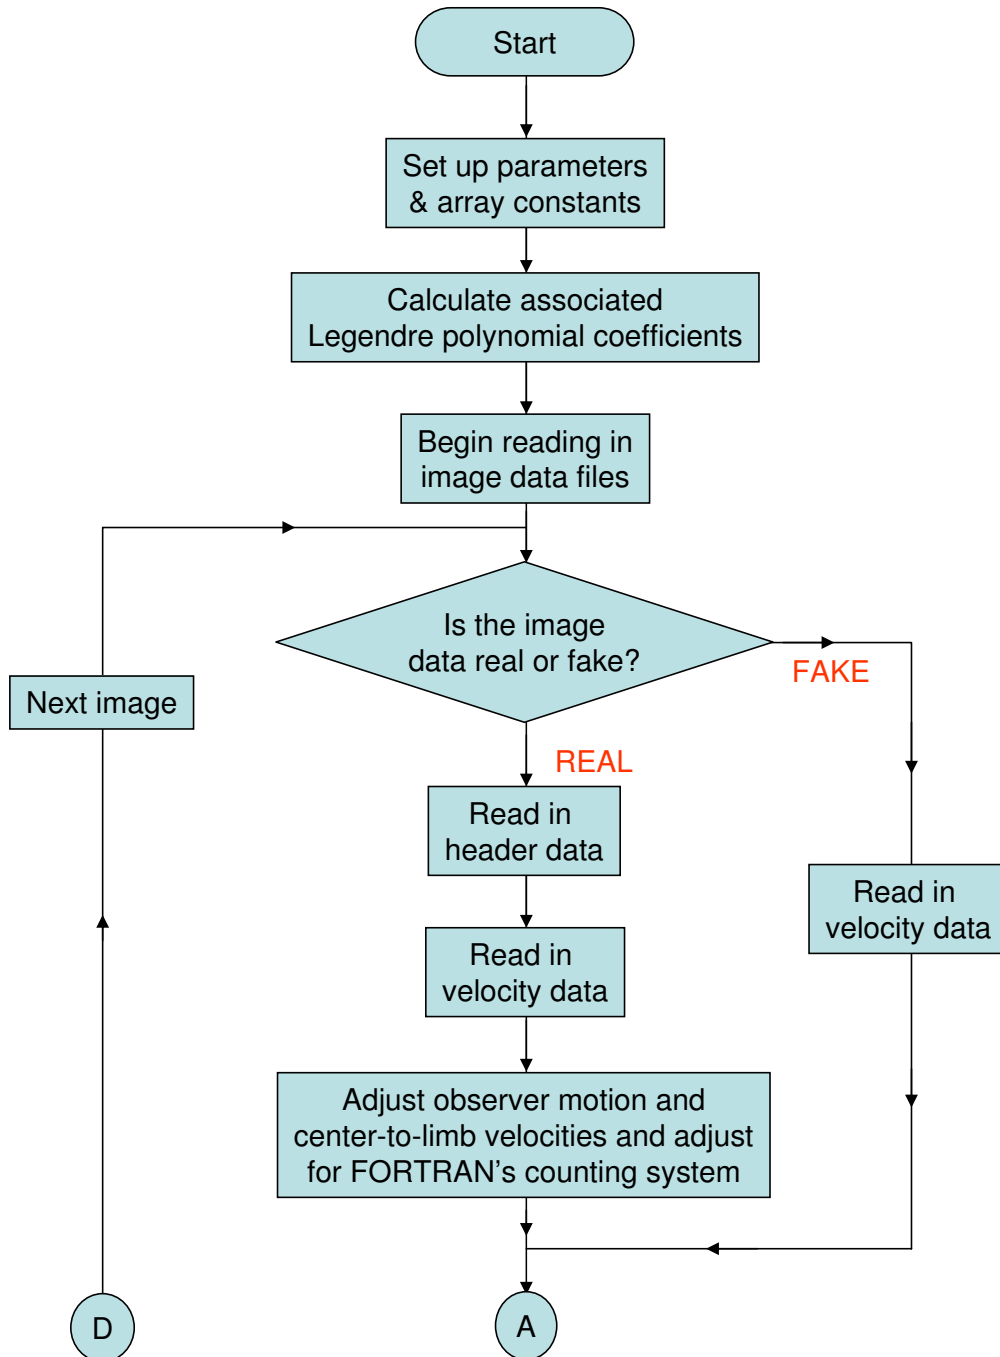 Start
Set up parameters
& array constants
Calculate associated
Legendre polynomial coefficients
Begin reading in
image data files
Is the image
data real or fake?
FAKE
Next image
REAL
Read in
header data
Read in
velocity data
Read in
velocity data
Adjust observer motion and
center-to-limb velocities and adjust
for FORTRAN’s counting system
D
A